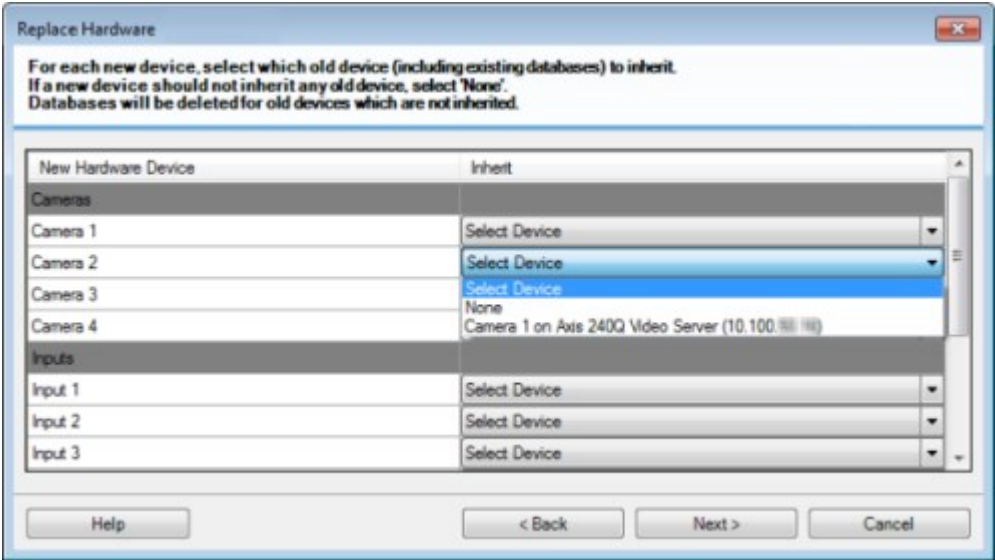 Replace Hardware
For each new device, select which old device (including existing databases) to inherit.
If a new device should not inherit any old device, select 'None'.
Databases will be deleted for old devices which are not inherited.
New Hardware Device Inherit
Cameras
Camera 1 Select Device
Camera 2 Select Device
Camera 3 Select Device
None
Camera 4 Camera 1 on Axis 240Q Video Server (10.100.
Inputs
Input 1 Select Device
Input 2 Select Device
Input 3 Select Device
Help < Back Next > Cancel